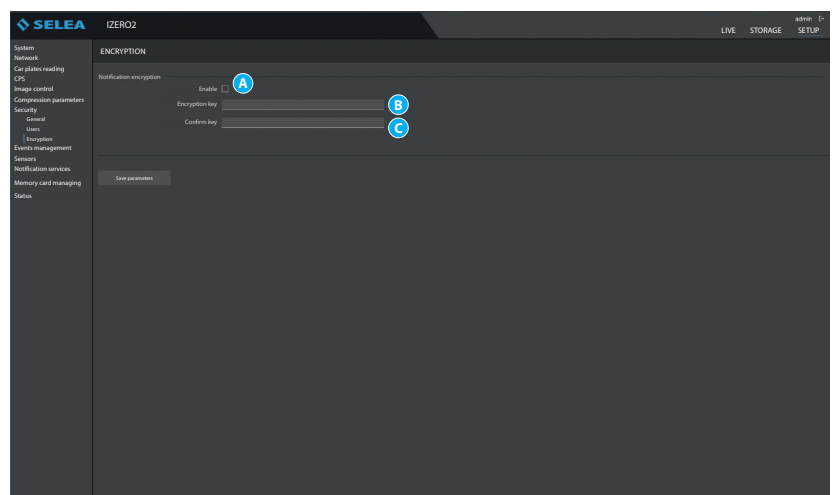 SELEA
IZERO2
admin
LIVE STORAGE SETUP
System
Network
Car plates reading
CPS
Image control
Compression parameters
Security
General
Users
Encryption
Events management
Sensors
Notification services
Memory card managing
Status
ENCRYPTION
Notification encryption
Enable A
Encryption key B
Confirm key C
Save parameters